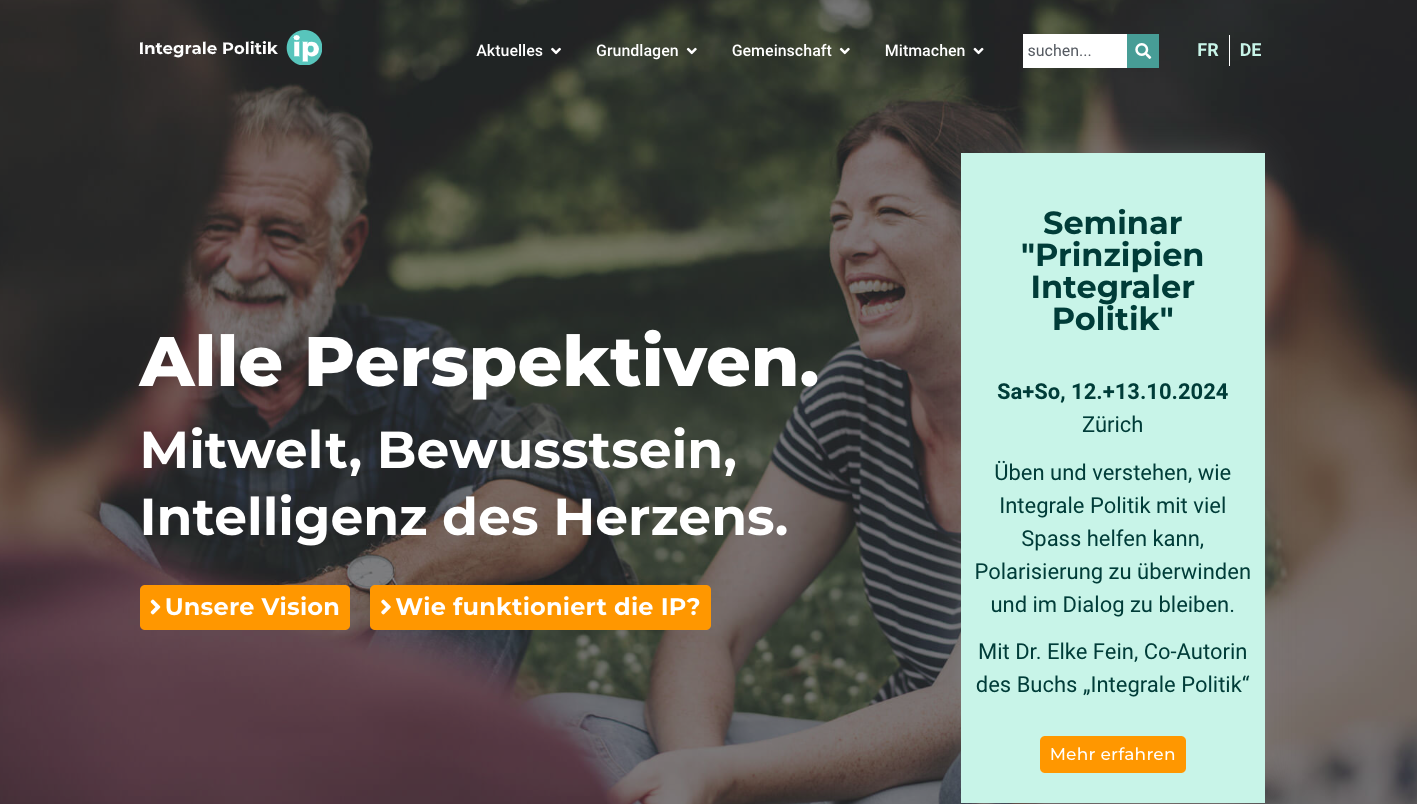 Integrale Politik ip
Aktuelles
Grundlagen
Gemeinschaft
Mitmachen
suchen...
FR
DE
Alle Perspektiven.
Mitwelt, Bewusstsein,
Intelligenz des Herzens.
Unsere Vision
Wie funktioniert die IP?
Seminar
"Prinzipien
Integraler
Politik"
Sa+So, 12.+13.10.2024
Zürich
Üben und verstehen, wie
Integrale Politik mit viel
Spass helfen kann,
Polarisierung zu überwinden
und im Dialog zu bleiben.
Mit Dr. Elke Fein, Co-Autorin
des Buchs „Integrale Politik“
Mehr erfahren